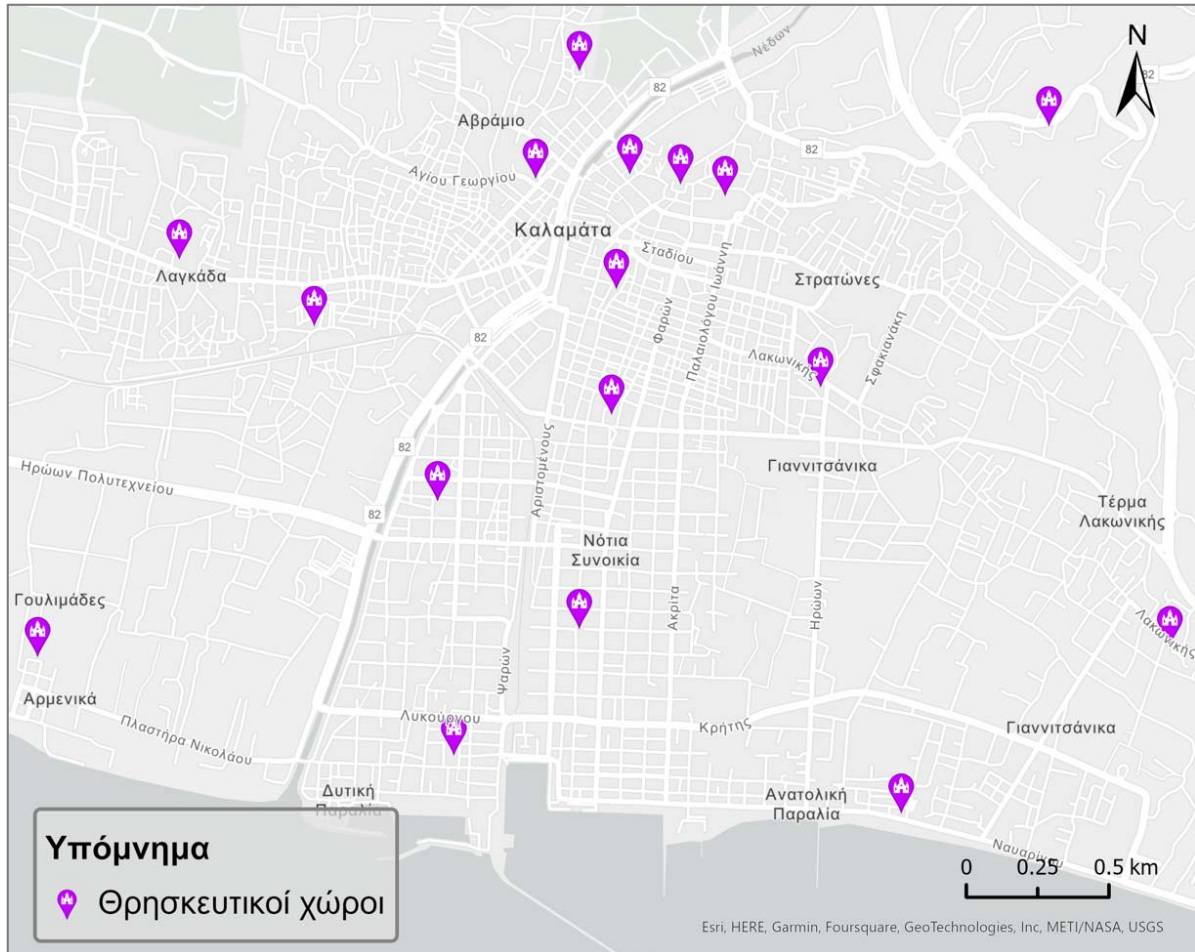 N
Νέδων
82
82
Αβράμιο
82
Αγίου Γεωργίου
Καλαμάτα
Σταδίου
Παλαιολόγου Ιωάννη
Λαγκάδα
Στρατώνες
Φαρών
82
Λακωνικής
Σφακιανάκη
82
Αριστομένους
Ηρώων Πολυτεχνείου
Γιαννιτσάνικα
82
Τέρμα
Λακωνικής
Νότια
Συνοικία
Γουλιμάδες
Ακρίτα
Ηρώων
Λακωνικής
Ψαρών
Αρμενικά
Πλαστήρα Νικολάου
Λυκούργου
Κρήτης
Γιαννιτσάνικα
Δυτική
Παραλία
Ανατολική
Παραλία
Ναυαρίνου
Υπόμνημα
Θρησκευτικοί χώροι
0 0.25 0.5 km
Esri, HERE, Garmin, Foursquare, GeoTechnologies, Inc, METI/NASA, USGS